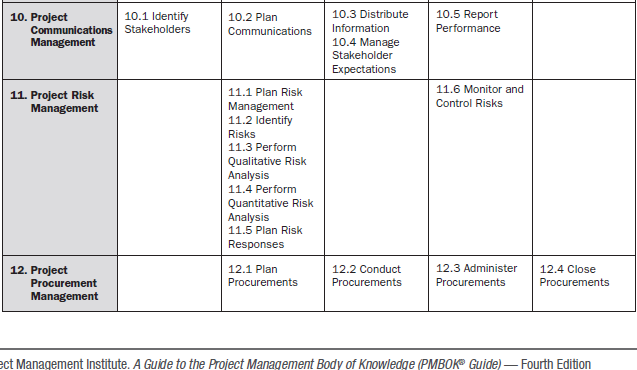 10. Project
Communications
Management
10.1 Identify
Stakeholders
10.2 Plan
Communications
10.3 Distribute
Information
10.4 Manage
Stakeholder
Expectations
10.5 Report
Performance
11. Project Risk
Management
11.1 Plan Risk
Management
11.2 Identify
Risks
11.3 Perform
Qualitative Risk
Analysis
11.4 Perform
Quantitative Risk
Analysis
11.5 Plan Risk
Responses
11.6 Monitor and
Control Risks
12. Project
Procurement
Management
12.1 Plan
Procurements
12.2 Conduct
Procurements
12.3 Administer
Procurements
12.4 Close
Procurements
ect Management Institute. A Guide to the Project Management Body of Knowledge (PMBOK® Guide) — Fourth Edition